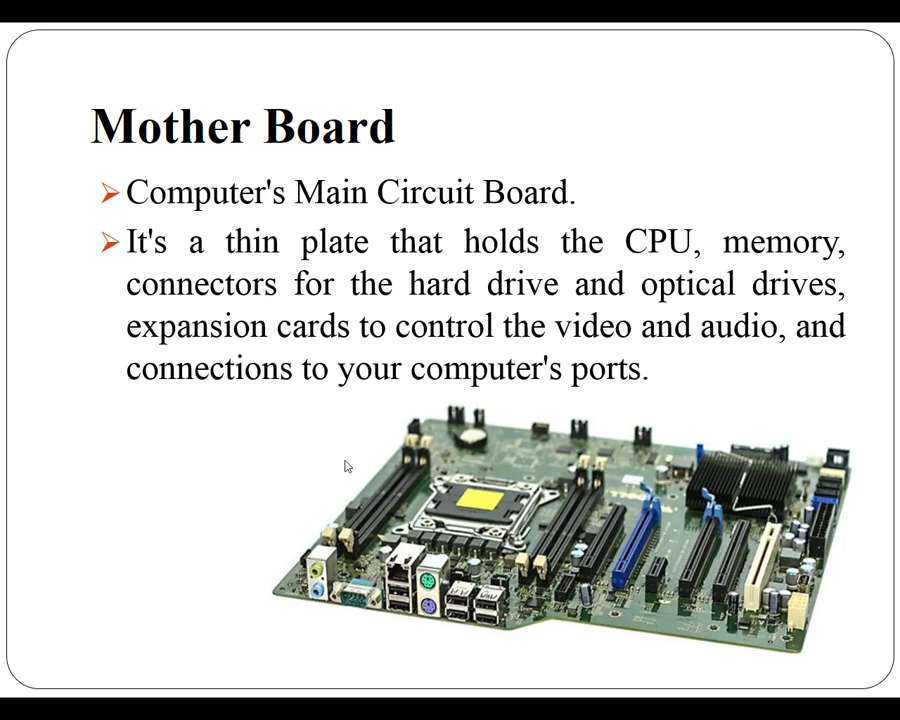 Mother Board
Computer's Main Circuit Board.
It's a thin plate that holds the CPU, memory,
connectors for the hard drive and optical drives,
expansion cards to control the video and audio, and
connections to your computer's ports.